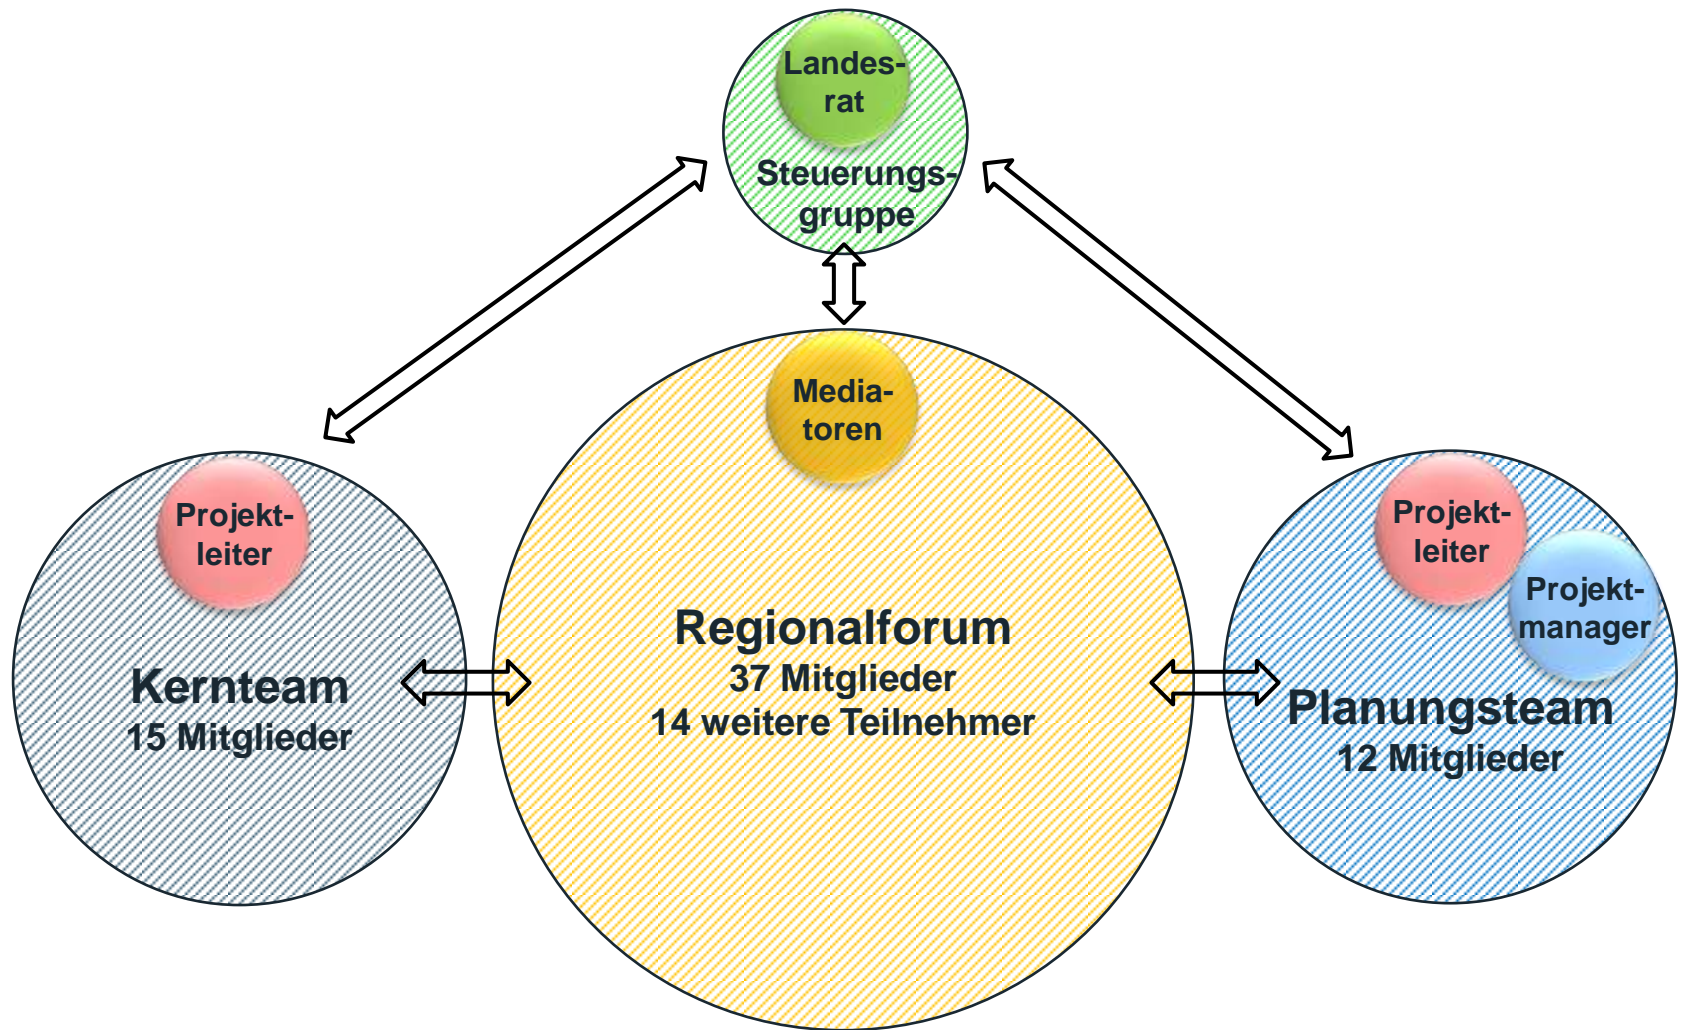 Landes-
rat
Steuerungs-
gruppe
Media-
toren
Projekt-
leiter
Kernteam
15 Mitglieder
Regionalforum
37 Mitglieder
14 weitere Teilnehmer
Projekt-
leiter
Projekt-
manager
Planungsteam
12 Mitglieder